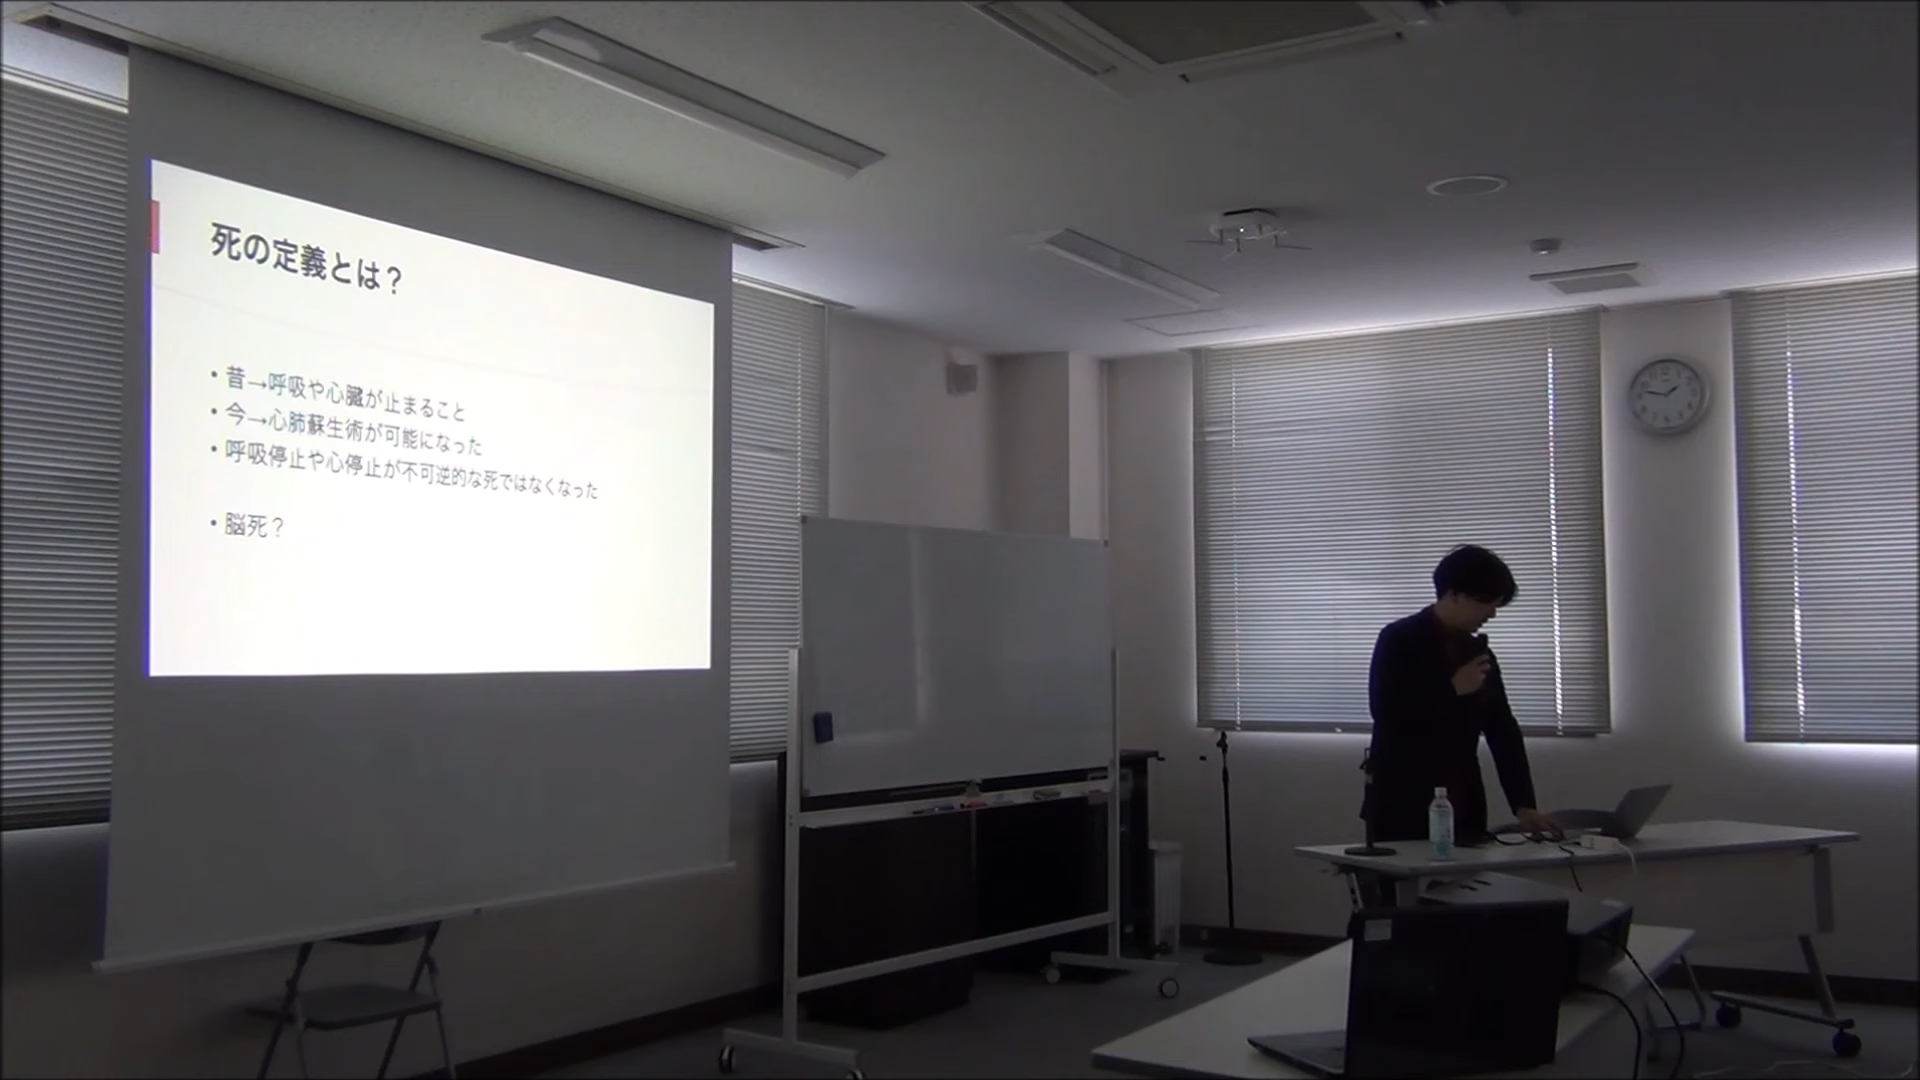 死の定義とは？
• 昔→呼吸や心臓が止まること
• 今→心肺蘇生術が可能になった
• 呼吸停止や心停止が不可逆的な死ではなくなった
• 脳死？